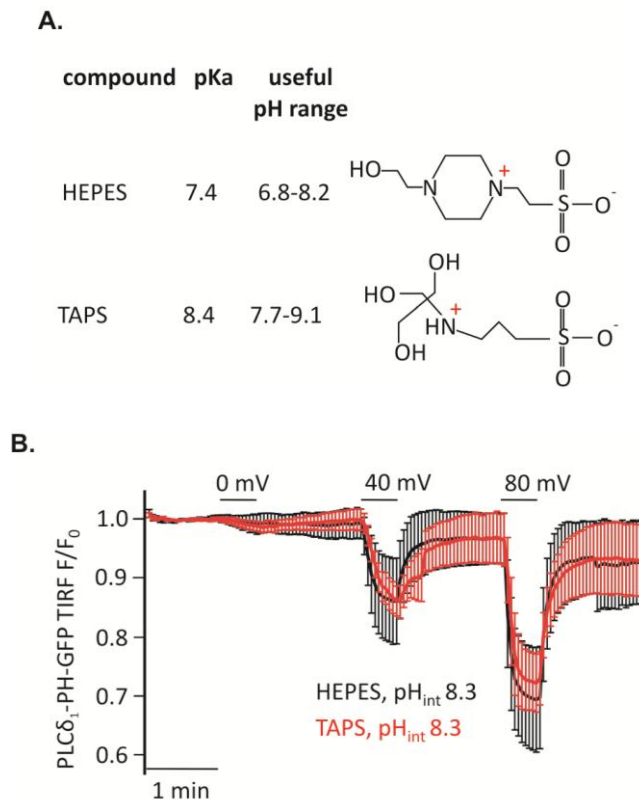 A.
compound pKa useful
pH range
HEPES 7.4 6.8-8.2
HO
N
N
+
S
O
O
O-
TAPS 8.4 7.7-9.1
OH
HO
OH
HN
+
S
O
O
O-
B.
0 mV 40 mV 80 mV
PLCδ1-PH-GFP TIRF F/F0
1.0
0.9
0.8
0.7
0.6
HEPES, pHint 8.3
TAPS, pHint 8.3
1 min